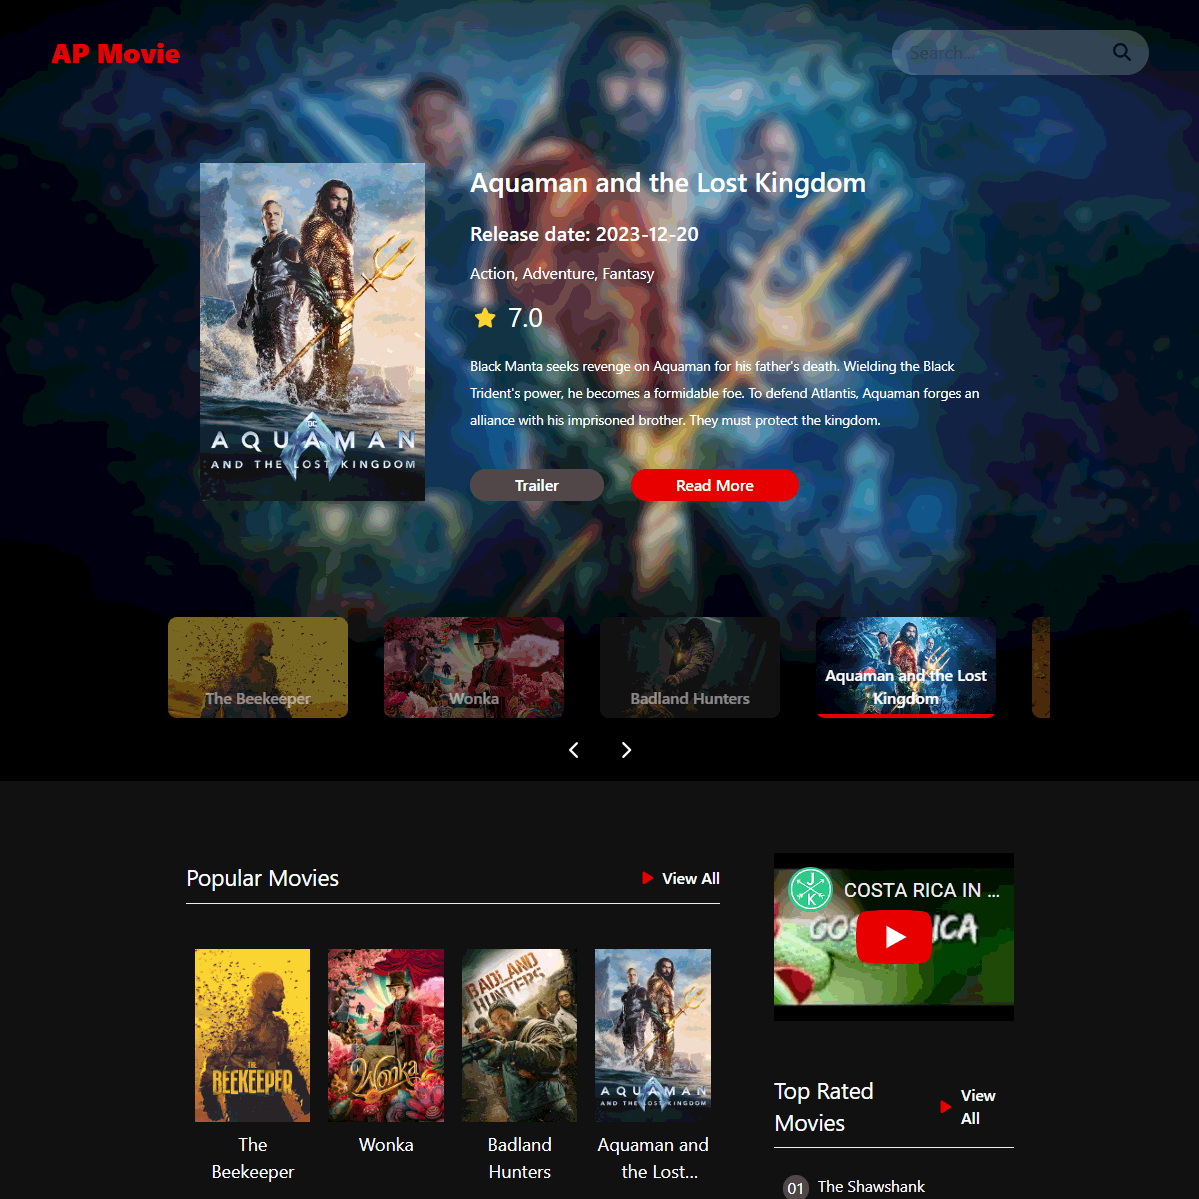 AP Movie
Search...
Aquaman and the Lost Kingdom
Release date: 2023-12-20
Action, Adventure, Fantasy
7.0
Black Manta seeks revenge on Aquaman for his father's death. Wielding the Black
Trident's power, he becomes a formidable foe. To defend Atlantis, Aquaman forges an
alliance with his imprisoned brother. They must protect the kingdom.
Trailer
Read More
DC
AQUAMAN
AND THE LOST KINGDOM
The Beekeeper
Wonka
Badland Hunters
Aquaman and the Lost
Kingdom
Popular Movies
View All
THE
BEEKEEPER
Wonka
BADLAND
HUNTERS
AQUAMAN
AND THE LOST KINGDOM
The
Beekeeper
Wonka
Badland
Hunters
Aquaman and
the Lost...
J
K
COSTA RICA IN ...
Top Rated
Movies
View
All
01
The Shawshank